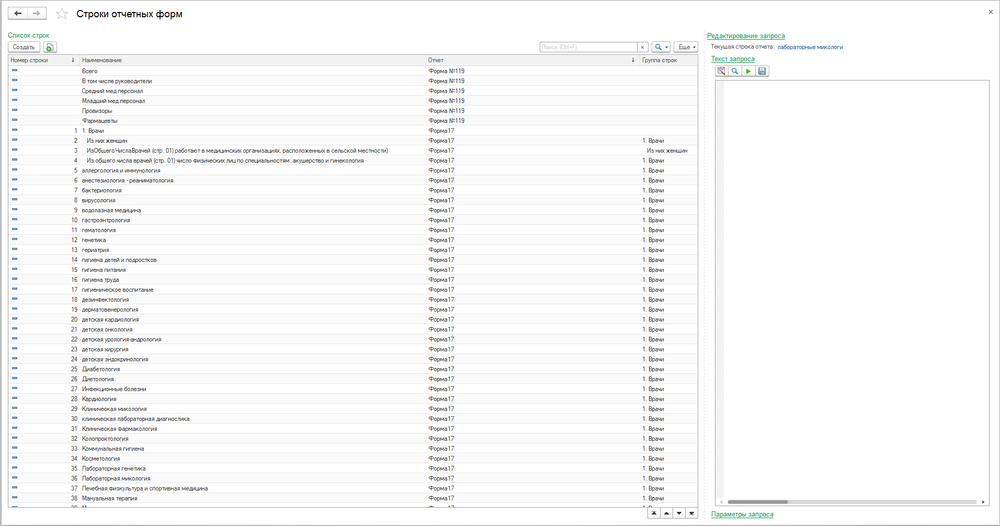 Строки отчетных форм
Список строк
Создать
Поиск (Ctrl+F)
Еще
Номер строки Наименование Отчет Группа строк
Всего Форма №119
В том числе руководители Форма №119
Средний мед.персонал Форма №119
Младший мед.персонал Форма №119
Провизоры Форма №119
Фармацевты Форма №119
1 1. Врачи Форма17
2 Из них женщин Форма17 1. Врачи
3 ИзОбщегоЧислаВрачей (стр. 01) работают в медицинских организациях, расположенных в сельской местности) Форма17 Из них женщин
4 Из общего числа врачей (стр. 01) число физических лиц по специальностям: акушерство и гинекология Форма17 1. Врачи
5 аллергология и иммунология Форма17 1. Врачи
6 анестезиология - реаниматология Форма17 1. Врачи
7 бактериология Форма17 1. Врачи
8 вирусология Форма17 1. Врачи
9 водолазная медицина Форма17 1. Врачи
10 гастроэнтрология Форма17 1. Врачи
11 гематология Форма17 1. Врачи
12 генетика Форма17 1. Врачи
13 гериатрия Форма17 1. Врачи
14 гигиена детей и подростков Форма17 1. Врачи
15 гигиена питания Форма17 1. Врачи
16 гигиена труда Форма17 1. Врачи
17 гигиеническое воспитание Форма17 1. Врачи
18 дезинфектология Форма17 1. Врачи
19 дерматовенерология Форма17 1. Врачи
20 детская кардиология Форма17 1. Врачи
21 детская онкология Форма17 1. Врачи
22 детская урология-андрология Форма17 1. Врачи
23 детская хирургия Форма17 1. Врачи
24 детская эндокринология Форма17 1. Врачи
25 Диабетология Форма17 1. Врачи
26 Диетология Форма17 1. Врачи
27 Инфекционные болезни Форма17 1. Врачи
28 Кардиология Форма17 1. Врачи
29 Клиническая микология Форма17 1. Врачи
30 клиническая лабораторная диагностика Форма17 1. Врачи
31 Клиническая фармакология Форма17 1. Врачи
32 Колопроктология Форма17 1. Врачи
33 Коммунальная гигиена Форма17 1. Врачи
34 Косметология Форма17 1. Врачи
35 Лабораторная генетика Форма17 1. Врачи
36 Лабораторная микология Форма17 1. Врачи
37 Лечебная физкультура и спортивная медицина Форма17 1. Врачи
38 Мануальная терапия Форма17 1. Врачи
Редактирование запроса
Текущая строка отчета: лабораторные микологи
Текст запроса
Параметры запроса